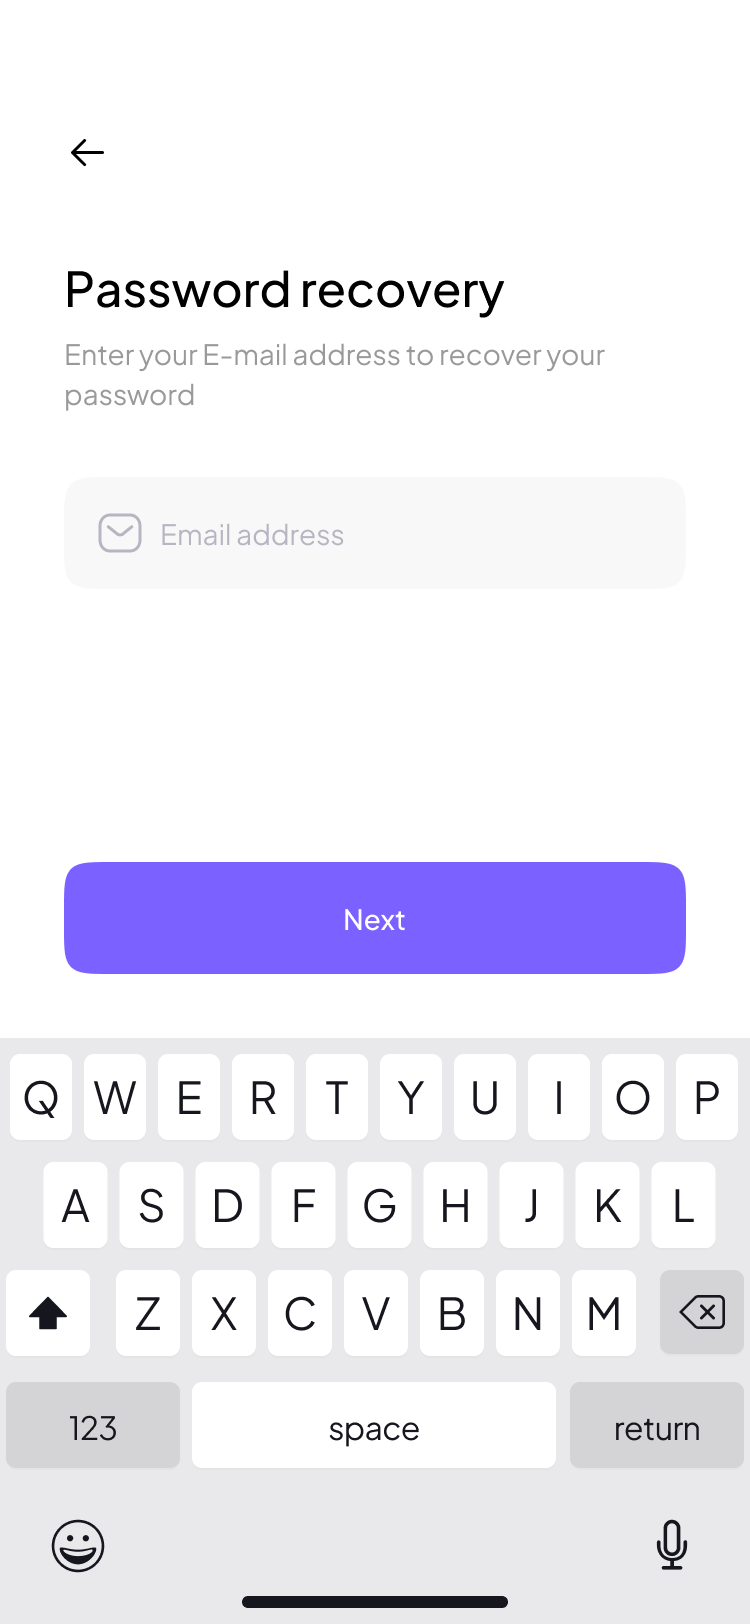 Password recovery
Enter your E-mail address to recover your
password
Email address
Next
Q W E R T Y U I O P
A S D F G H J K L
Z X C V B N M
123 space return